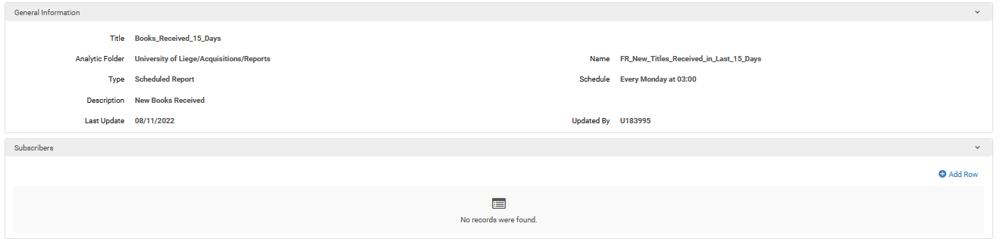 General Information
Title Books_Received_15_Days
Analytic Folder University of Liege/Acquisitions/Reports Name FR_New_Titles_Received_in_Last_15_Days
Type Scheduled Report Schedule Every Monday at 03:00
Description New Books Received
Last Update 08/11/2022 Updated By U183995
Subscribers
Add Row
No records were found.